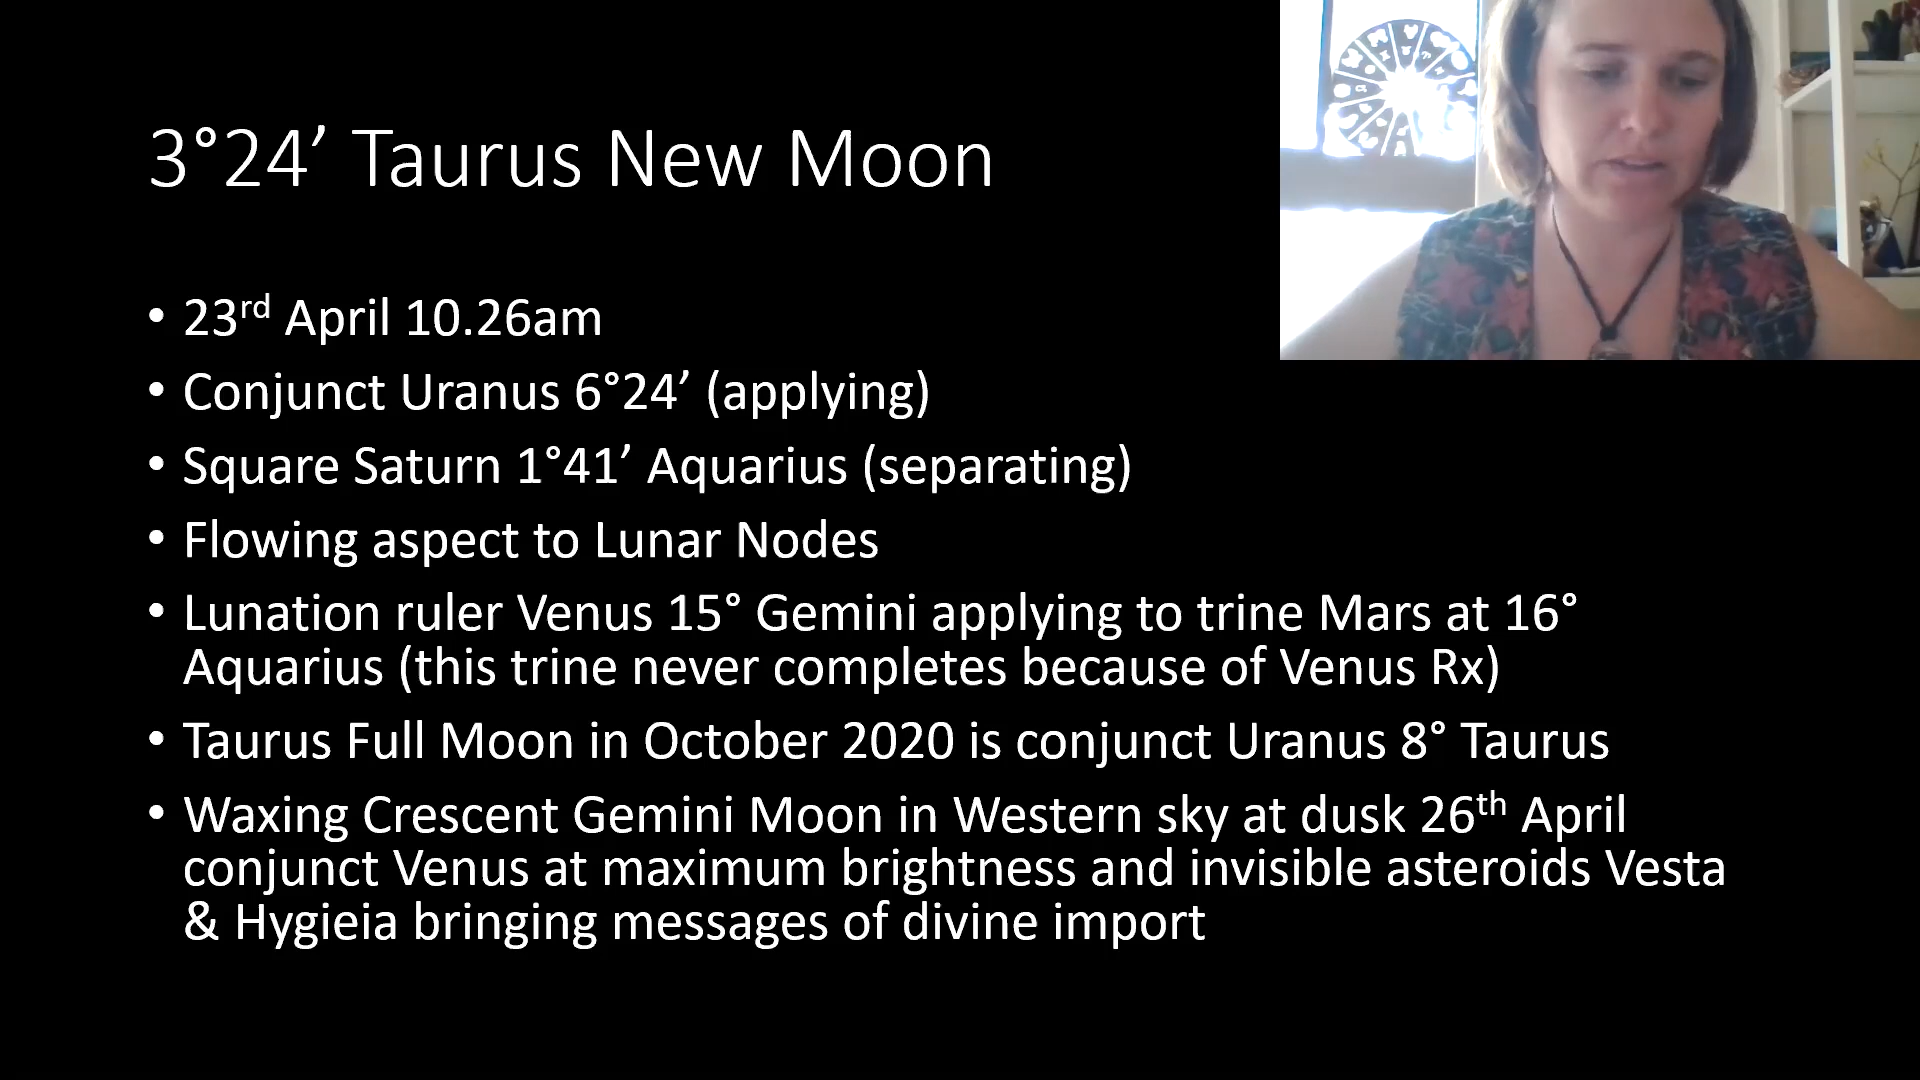 3°24’ Taurus New Moon
• 23rd April 10.26am
• Conjunct Uranus 6°24’ (applying)
• Square Saturn 1°41’ Aquarius (separating)
• Flowing aspect to Lunar Nodes
• Lunation ruler Venus 15° Gemini applying to trine Mars at 16°
Aquarius (this trine never completes because of Venus Rx)
• Taurus Full Moon in October 2020 is conjunct Uranus 8° Taurus
• Waxing Crescent Gemini Moon in Western sky at dusk 26th April
conjunct Venus at maximum brightness and invisible asteroids Vesta
& Hygieia bringing messages of divine import